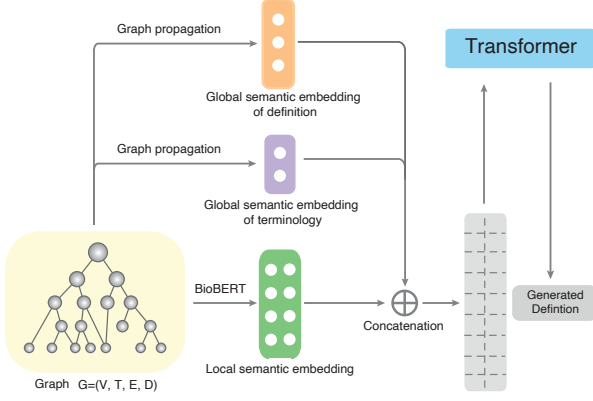 Graph propagation
Global semantic embedding
of definition
Transformer
Graph propagation
Global semantic embedding
of terminology
BioBERT
Local semantic embedding
Concatenation
Generated
Defintion
Graph G=(V, T, E, D)